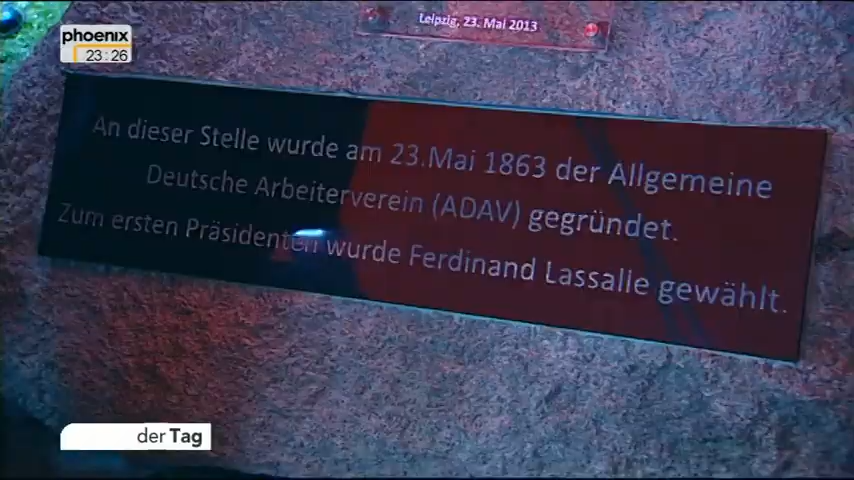 phoenix
23:26
Leipzig, 23. Mai 2013
An dieser Stelle wurde am 23.Mai 1863 der Allgemeine
Deutsche Arbeiterverein (ADAV) gegründet.
Zum ersten Präsidenten wurde Ferdinand Lassalle gewählt.
der Tag